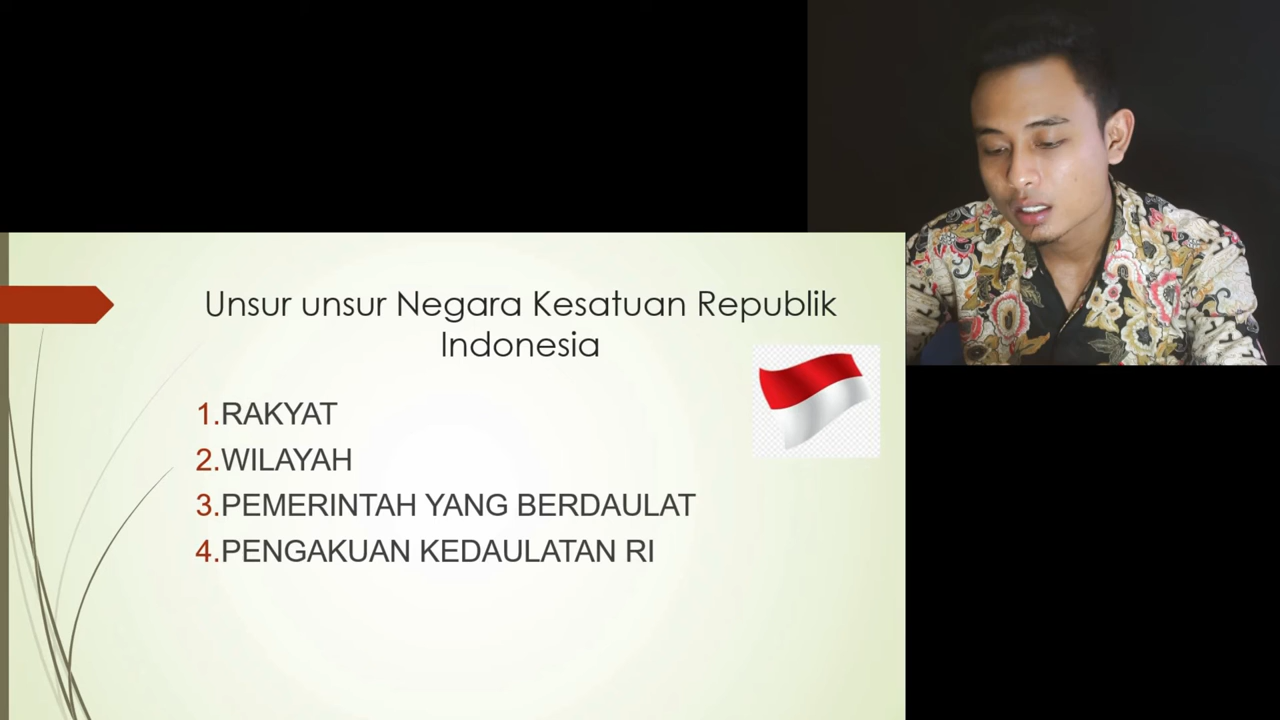 Unsur unsur Negara Kesatuan Republik
Indonesia
1.RAKYAT
2.WILAYAH
3.PEMERINTAH YANG BERDAULAT
4.PENGAKUAN KEDAULATAN RI